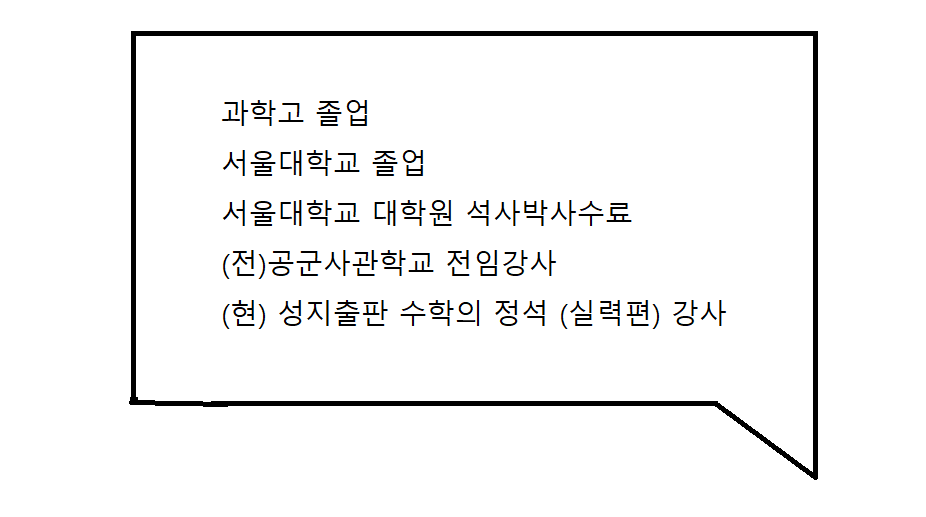 과학고 졸업
서울대학교 졸업
서울대학교 대학원 석사박사수료
(전)공군사관학교 전임강사
(현) 성지출판 수학의 정석 (실력편) 강사